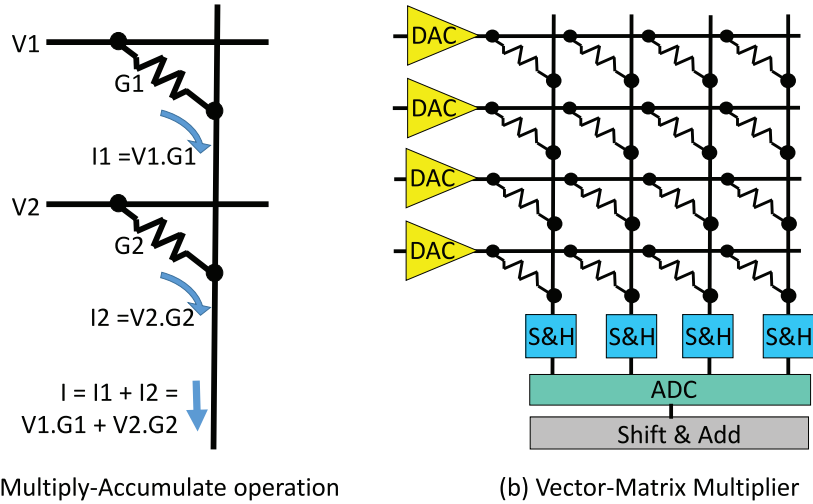 V1
G1
I1 =V1.G1
V2
G2
I2 =V2.G2
I = I1 + I2 =
V1.G1 + V2.G2
Multiply-Accumulate operation
DAC
DAC
DAC
DAC
S&H S&H S&H S&H
ADC
Shift & Add
(b) Vector-Matrix Multiplier